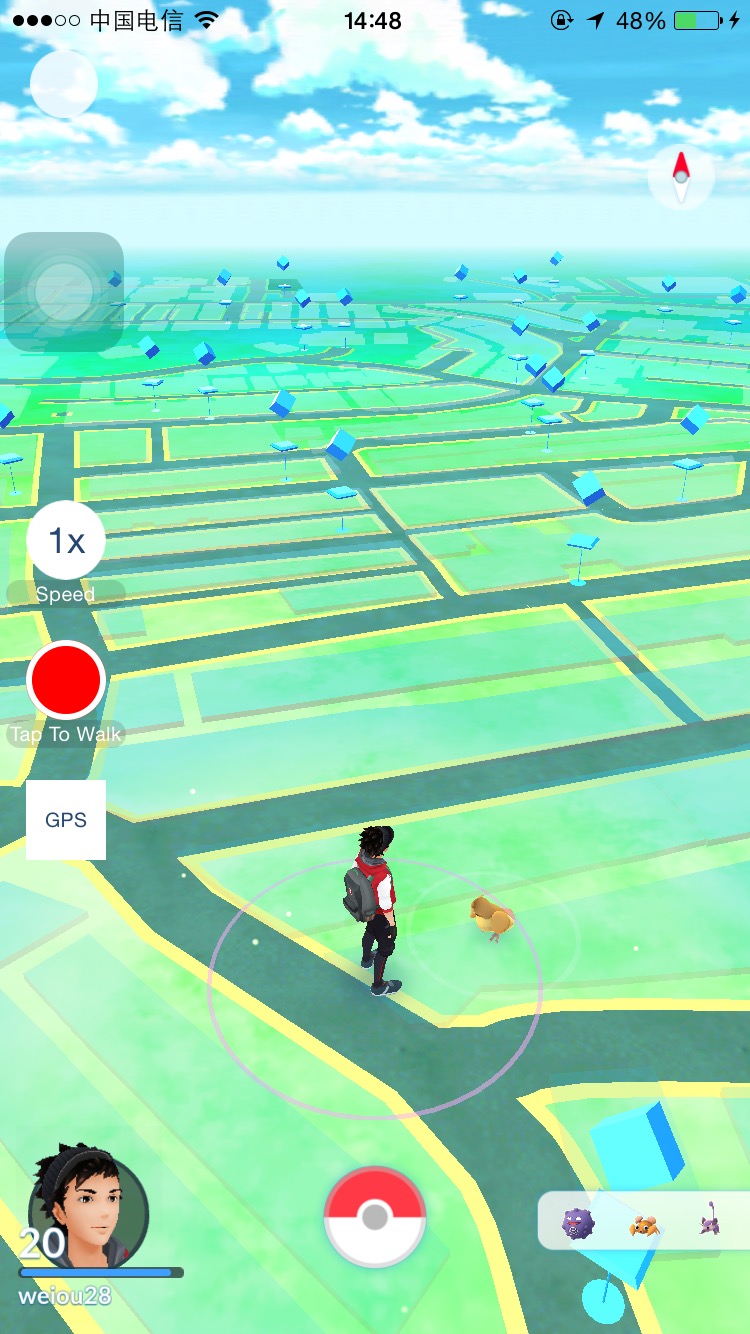 中国电信
14:48
48%
1x
Speed
Tap To Walk
GPS
20
weiou28